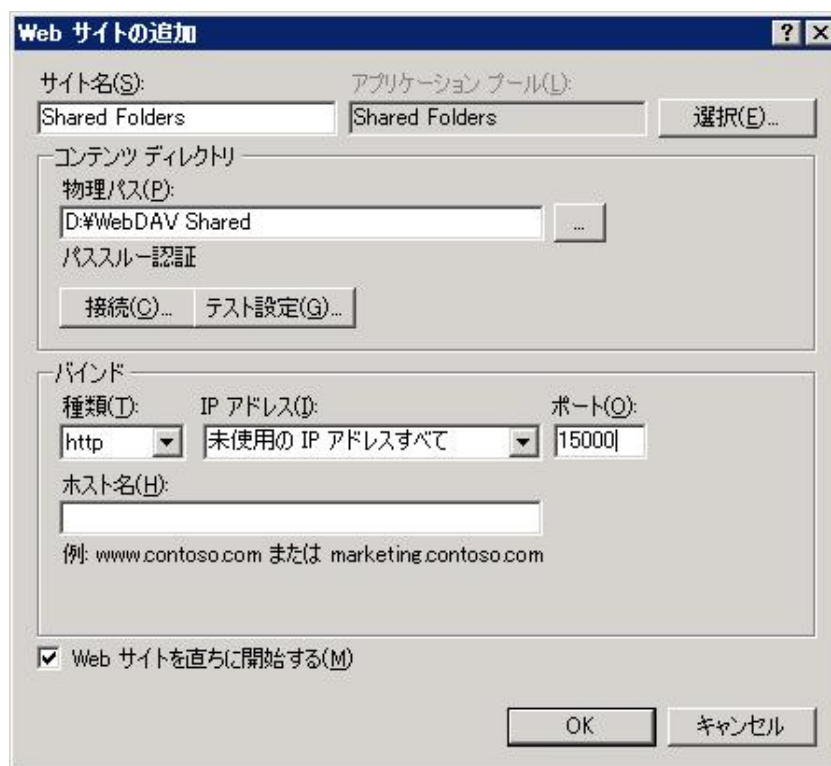 Web サイトの追加
サイト名(S):
アプリケーション プール(L):
Shared Folders
Shared Folders
選択(E)...
コンテンツ ディレクトリ
物理パス(P):
D:¥WebDAV Shared
...
パススルー認証
接続(C)...
テスト設定(G)...
バインド
種類(T):
IP アドレス(I):
ポート(O):
http
未使用の IP アドレスすべて
15000
ホスト名(H):
例: www.contoso.com または marketing.contoso.com
Web サイトを直ちに開始する(M)
OK
キャンセル